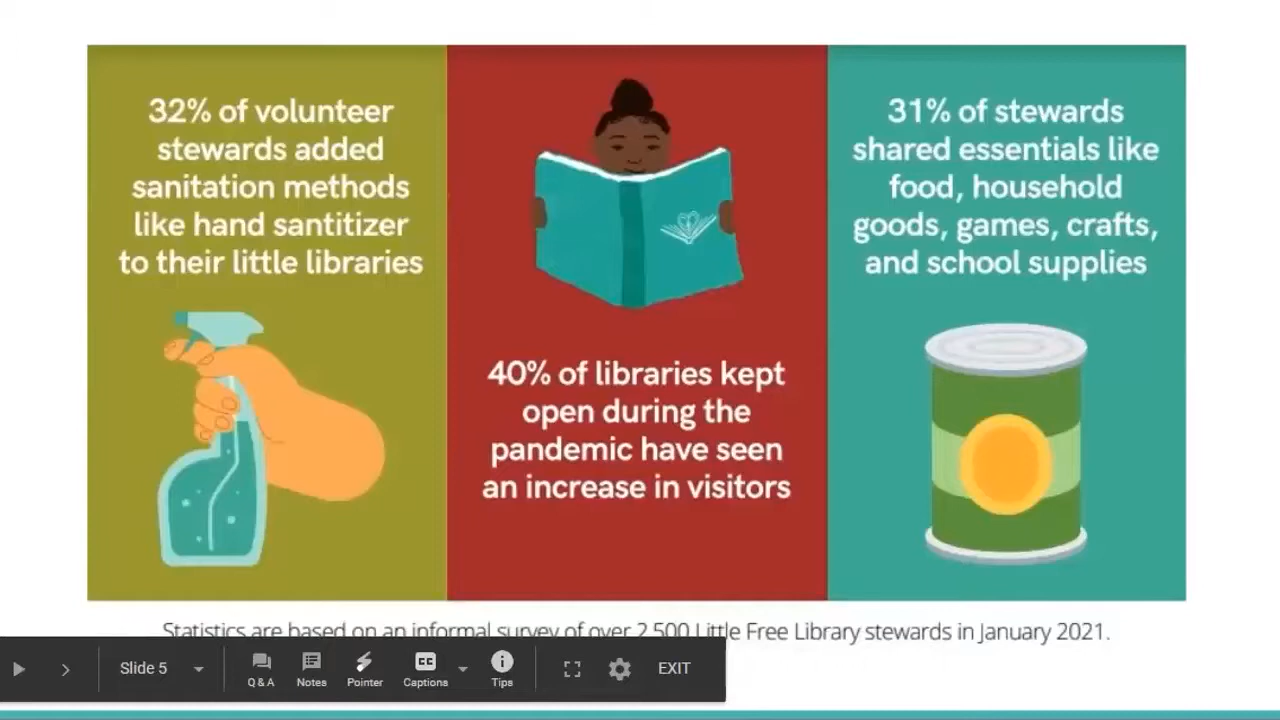 32% of volunteer
stewards added
sanitation methods
like hand santitizer
to their little libraries
40% of libraries kept
open during the
pandemic have seen
an increase in visitors
31% of stewards
shared essentials like
food, household
goods, games, crafts,
and school supplies
Statistics are based on an informal survey of over 2,500 Little Free Library stewards in January 2021.
Slide 5
Q & A
Notes
Pointer
CC
Captions
Tips
EXIT